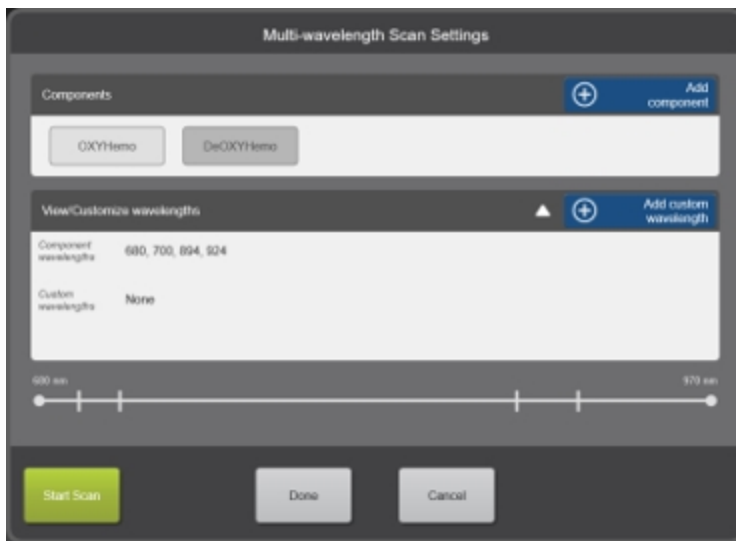 Multi-wavelength Scan Settings
Components
Add
component
OXYHemo
DeOXYHemo
View/Customize wavelengths
Add custom
wavelength
Component
wavelengths
680, 700, 894, 924
Custom
wavelengths
None
680 nm
970 nm
Start Scan
Done
Cancel